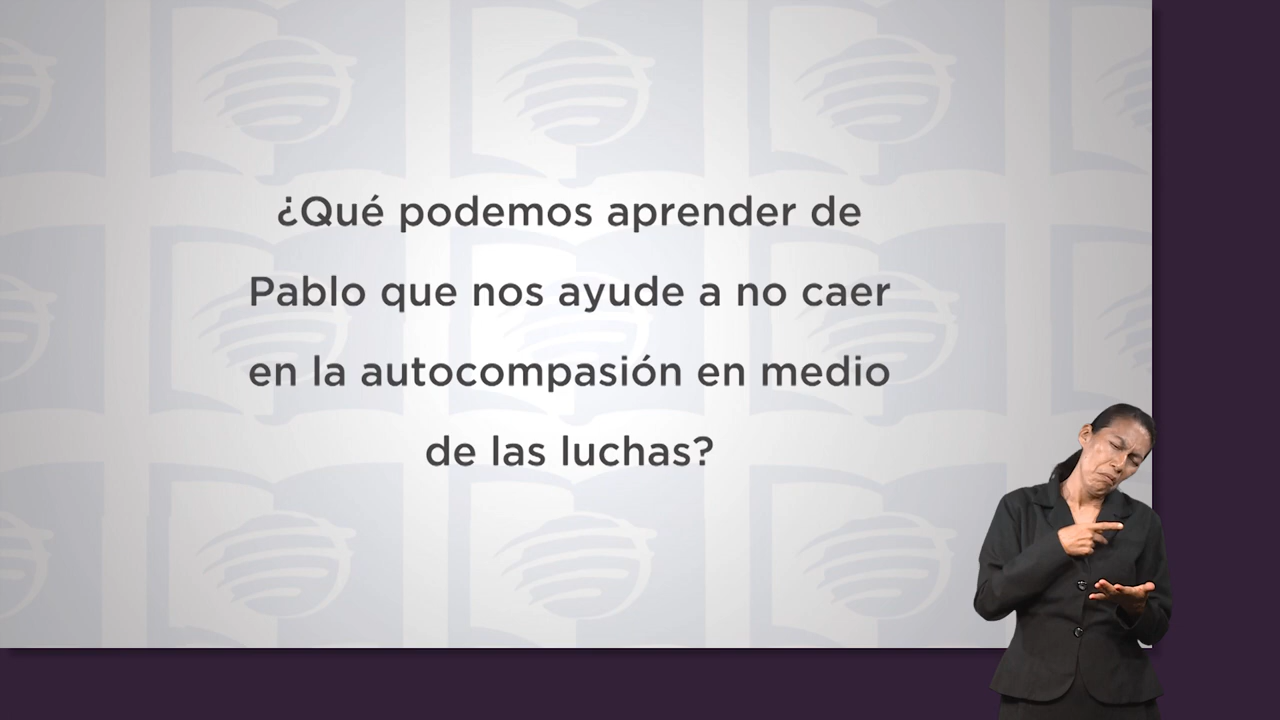 ¿Qué podemos aprender de
Pablo que nos ayude a no caer
en la autocompasión en medio
de las luchas?